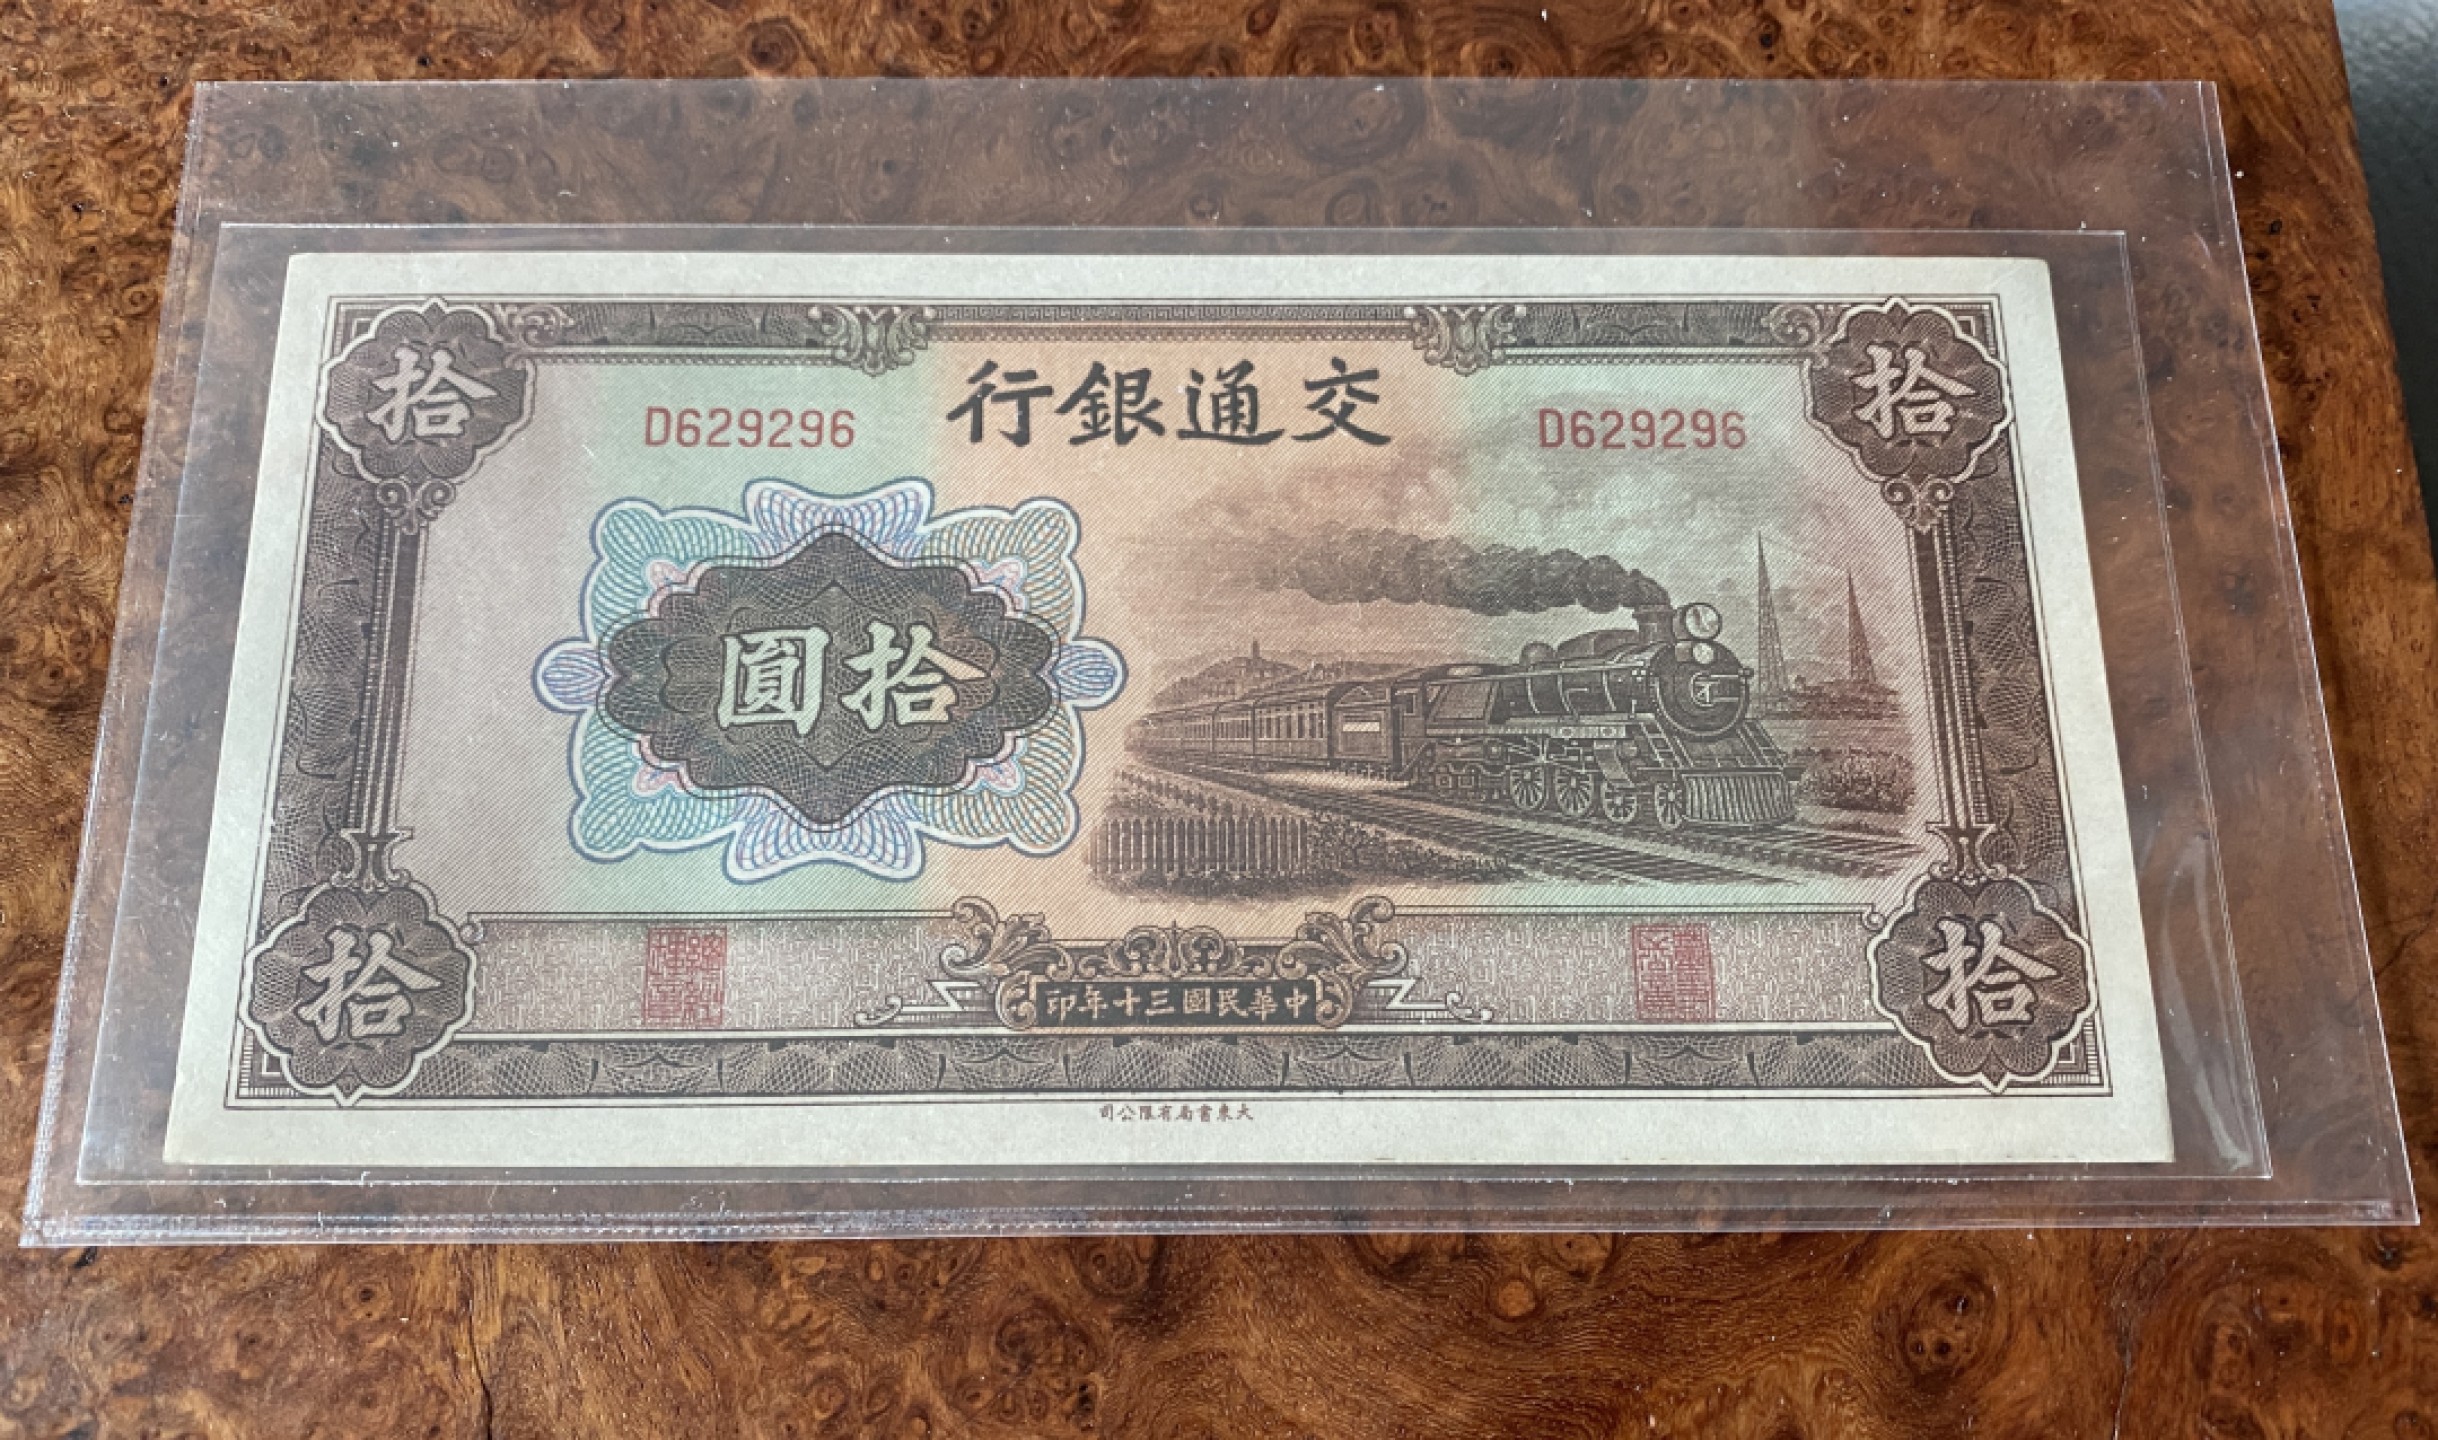 拾
拾
交通銀行
D629296
D629296
拾圓
拾
拾
中華民國三十年印
大東書局有限公司